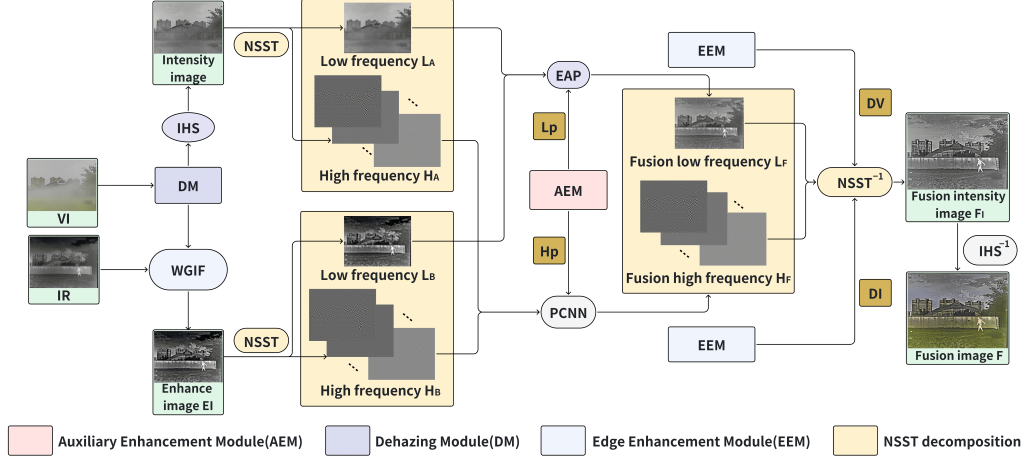 Intensity
image
NSST
Low frequency LA
High frequency HA
IHS
DM
VI
IR
WGIF
Enhance
image EI
NSST
Low frequency LB
High frequency HB
EAP
Lp
AEM
Hp
PCNN
EEM
DV
Fusion low frequency LF
Fusion high frequency HF
NSST-1
DI
EEM
Fusion intensity
image FI
IHS-1
Fusion image F
Auxiliary Enhancement Module(AEM)
Dehazing Module(DM)
Edge Enhancement Module(EEM)
NSST decomposition